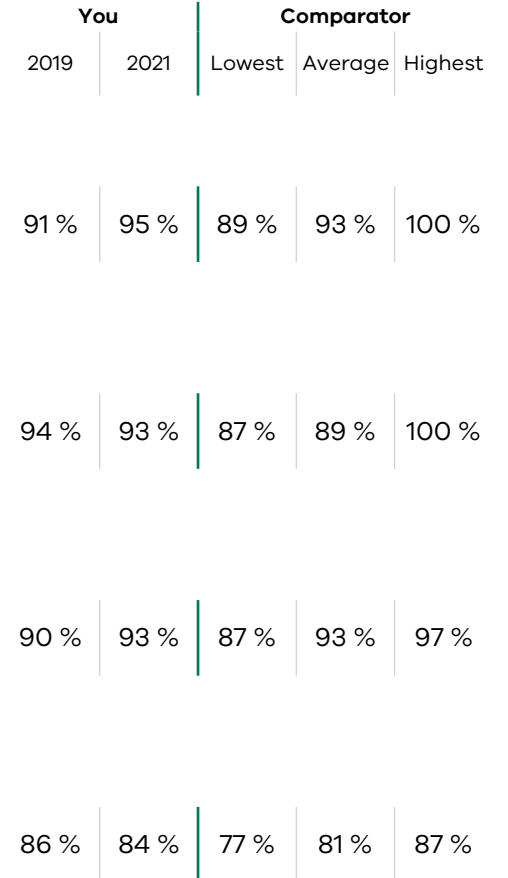 You Comparator
2019 2021 Lowest Average Highest
91 % 95 % 89 % 93 % 100 %
94 % 93 % 87 % 89 % 100 %
90 % 93 % 87 % 93 % 97 %
86 % 84 % 77 % 81 % 87 %